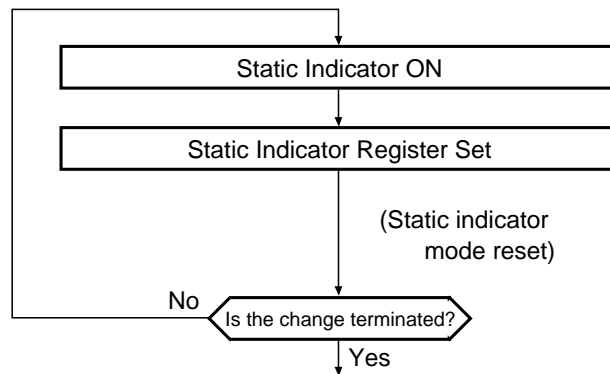 Static Indicator ON
Static Indicator Register Set
(Static indicator
mode reset)
No
Is the change terminated?
Yes